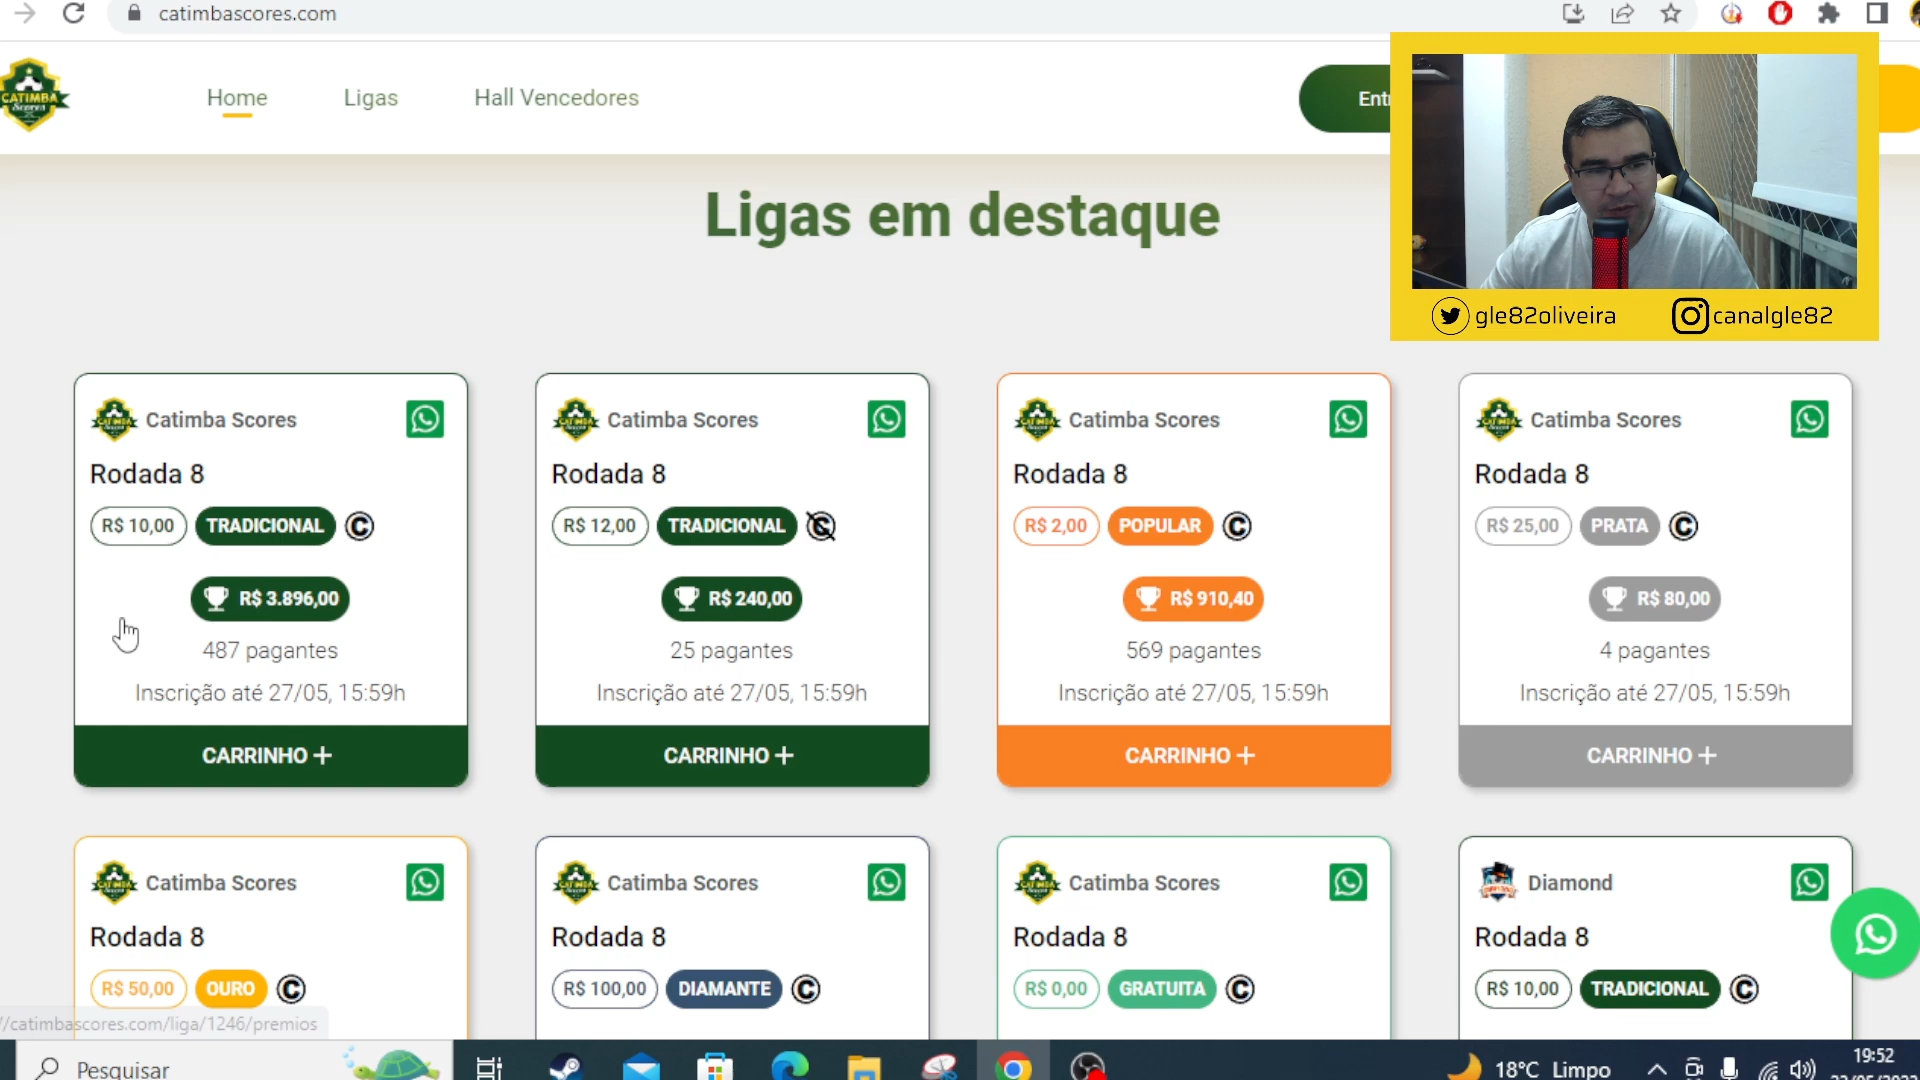 catimbascores.com
CATIMBA
Scores
Home
Ligas
Hall Vencedores
Entr
Ligas em destaque
gle82oliveira
canalgle82
Catimba Scores
Rodada 8
R$ 10,00
TRADICIONAL
R$ 3.896,00
487 pagantes
Inscrição até 27/05, 15:59h
CARRINHO +
Catimba Scores
Rodada 8
R$ 12,00
TRADICIONAL
R$ 240,00
25 pagantes
Inscrição até 27/05, 15:59h
CARRINHO +
Catimba Scores
Rodada 8
R$ 2,00
POPULAR
R$ 910,40
569 pagantes
Inscrição até 27/05, 15:59h
CARRINHO +
Catimba Scores
Rodada 8
R$ 25,00
PRATA
R$ 80,00
4 pagantes
Inscrição até 27/05, 15:59h
CARRINHO +
Catimba Scores
Rodada 8
R$ 50,00
OURO
Catimba Scores
Rodada 8
R$ 100,00
DIAMANTE
Catimba Scores
Rodada 8
R$ 0,00
GRATUITA
Diamond
Rodada 8
R$ 10,00
TRADICIONAL
//catimbascores.com/liga/1246/premios
Pesquisar
18°C Limpo
19:52